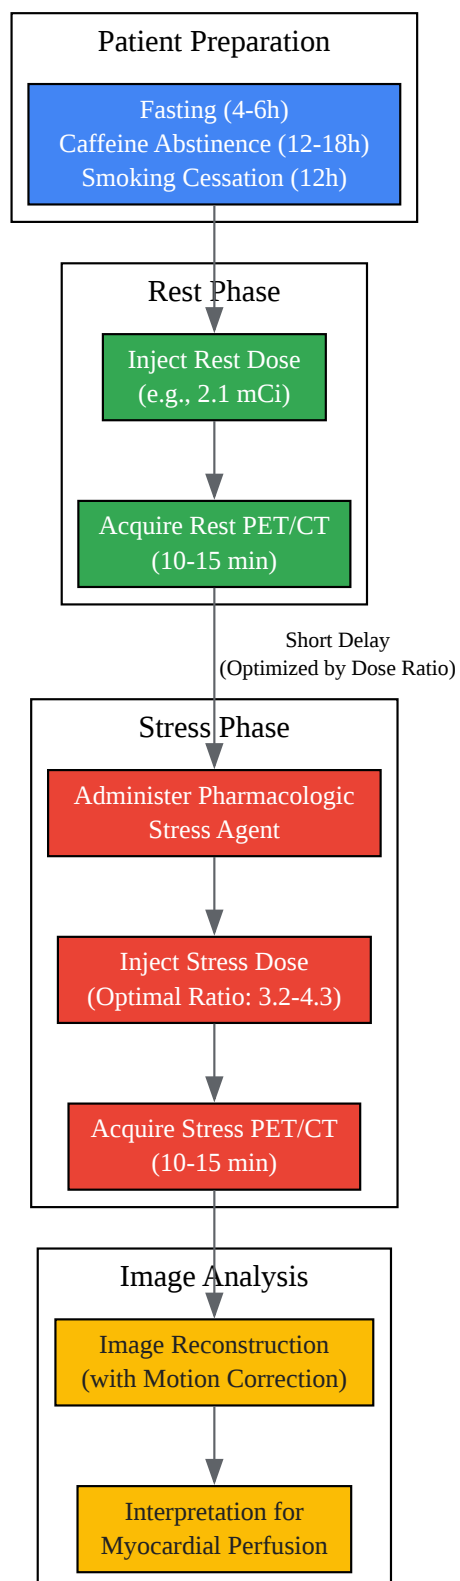 Patient Preparation
Fasting (4-6h)
Caffeine Abstinence (12-18h)
Smoking Cessation (12h)
Rest Phase
Inject Rest Dose
(e.g., 2.1 mCi)
Acquire Rest PET/CT
(10-15 min)
Short Delay
(Optimized by Dose Ratio)
Stress Phase
Administer Pharmacologic
Stress Agent
Inject Stress Dose
(Optimal Ratio: 3.2-4.3)
Acquire Stress PET/CT
(10-15 min)
Image Analysis
Image Reconstruction
(with Motion Correction)
Interpretation for
Myocardial Perfusion